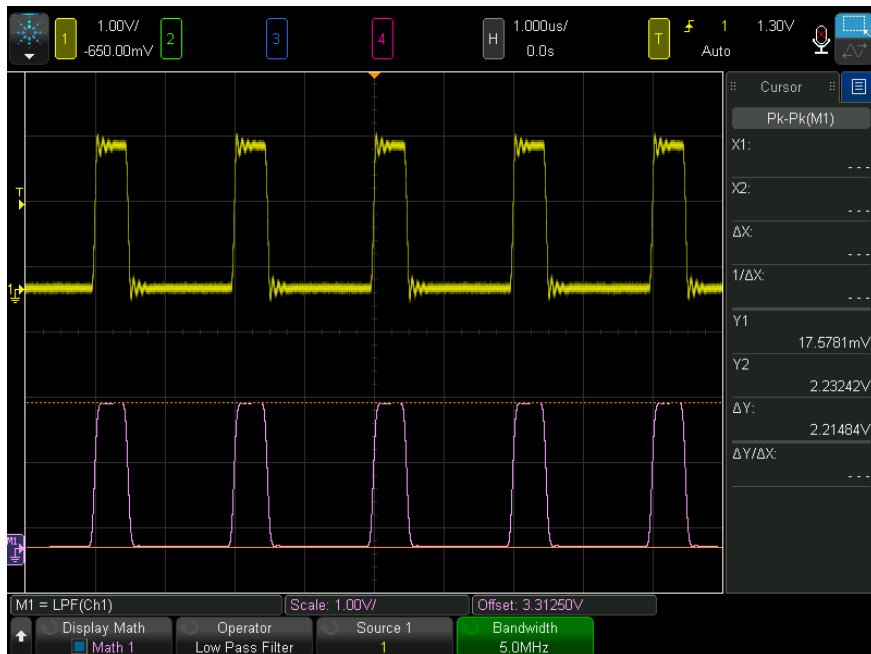 1 1.00V/ 2 3 4 H 1.000us/ T 1 1.30V
-650.00mV 0.0s Auto
Cursor
Pk-Pk(M1)
X1:
- - -
X2:
- - -
ΔX:
- - -
1/ΔX:
- - -
Y1
17.5781mV
Y2
2.23242V
ΔY:
2.21484V
ΔY/ΔX:
- - -
T
1
M1
M1 = LPF(Ch1) Scale: 1.00V/ Offset: 3.31250V
Display Math Operator Source 1 Bandwidth
Math 1 Low Pass Filter 1 5.0MHz